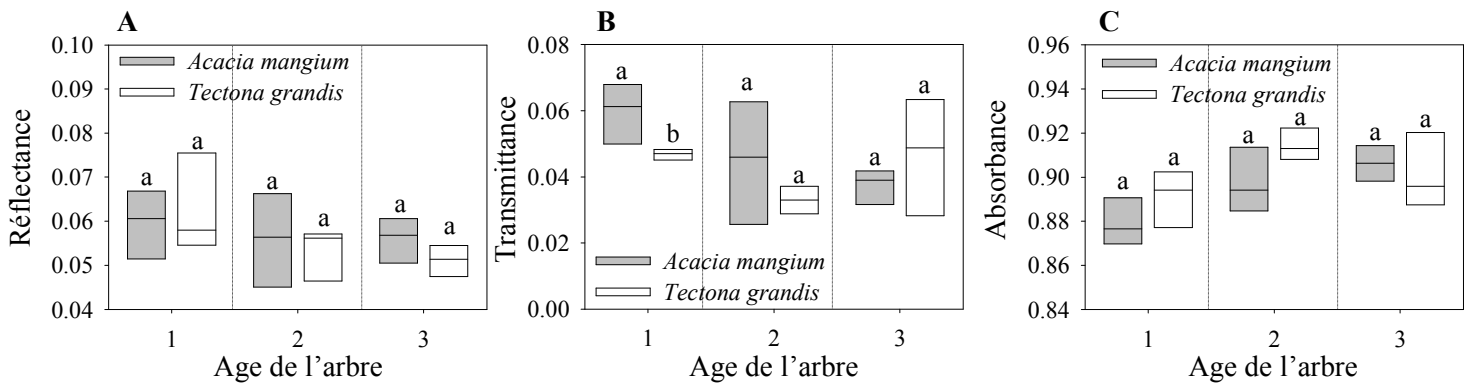 A
Réflectance
0.10
0.09
0.08
0.07
0.06
0.05
0.04
Acacia mangium
Tectona grandis
a
a
a
a
a
a
1
2
3
Age de l’arbre
B
Transmittance
0.08
0.06
0.04
0.02
0.00
a
b
a
a
a
a
Acacia mangium
Tectona grandis
1
2
3
Age de l’arbre
C
Absorbance
0.96
0.94
0.92
0.90
0.88
0.86
0.84
Acacia mangium
Tectona grandis
a
a
a
a
a
a
1
2
3
Age de l’arbre